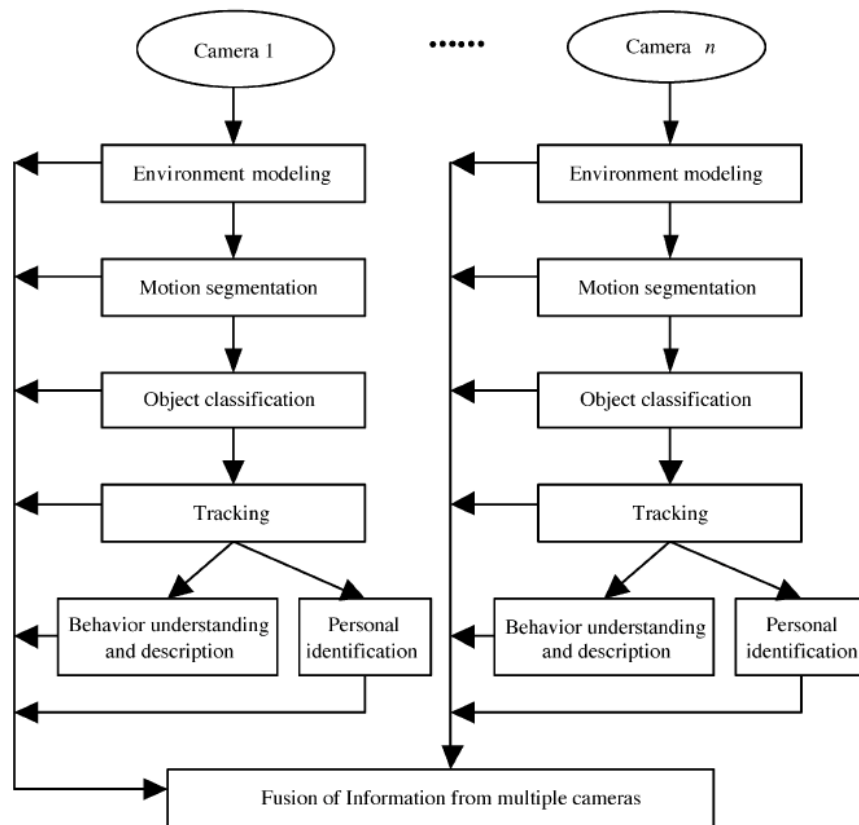 Camera 1
......
Camera n
Environment modeling
Motion segmentation
Object classification
Tracking
Behavior understanding
and description
Personal
identification
Environment modeling
Motion segmentation
Object classification
Tracking
Behavior understanding
and description
Personal
identification
Fusion of Information from multiple cameras